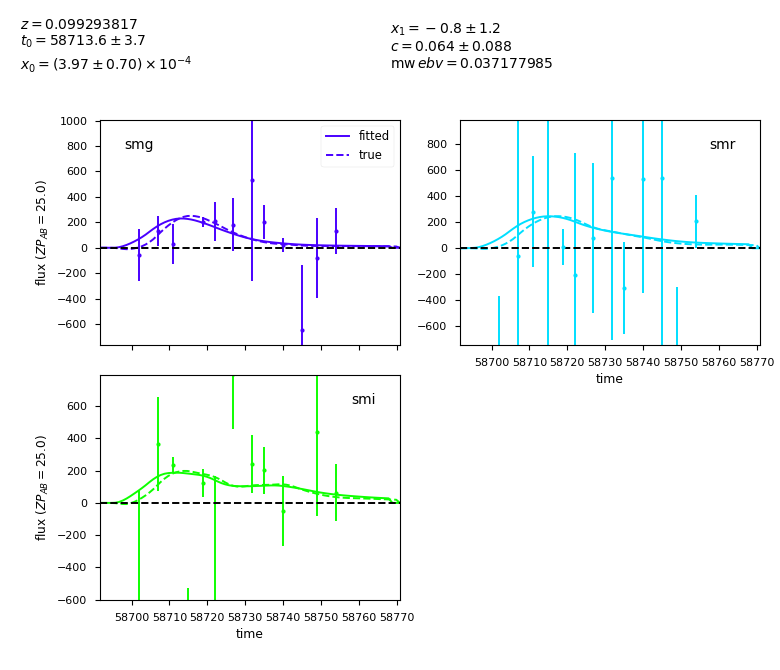 z = 0.099293817
t₀ = 58713.6 ± 3.7
x₀ = (3.97 ± 0.70) × 10⁻⁴
x₁ = −0.8 ± 1.2
c = 0.064 ± 0.088
mw ebv = 0.037177985
smg
fitted
true
1000
800
600
400
200
0
−200
−400
−600
flux (ZP_AB = 25.0)
smr
800
600
400
200
0
−200
−400
−600
58700 58710 58720 58730 58740 58750 58760 58770
time
smi
600
400
200
0
−200
−400
−600
flux (ZP_AB = 25.0)
58700 58710 58720 58730 58740 58750 58760 58770
time